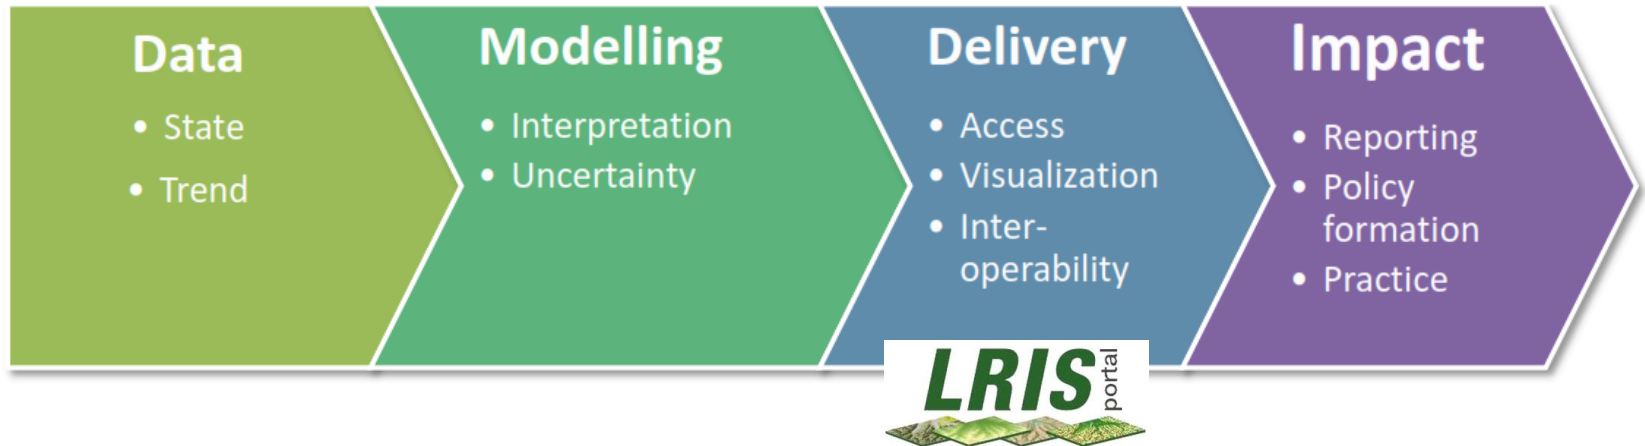 Data
• State
• Trend
Modelling
• Interpretation
• Uncertainty
Delivery
• Access
• Visualization
• Inter-
operability
Impact
• Reporting
• Policy
formation
• Practice
LRIS
portal